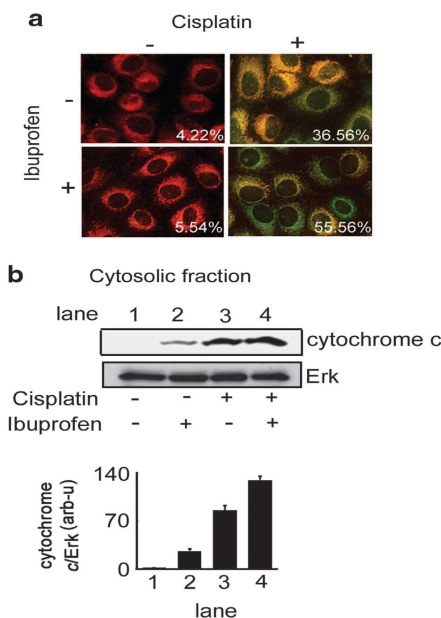 a
Cisplatin
- +
Ibuprofen
-
4.22% 36.56%
+
5.54% 55.56%
b
Cytosolic fraction
lane 1 2 3 4
cytochrome c
Erk
Cisplatin - - + +
Ibuprofen - + - +
cytochrome
c/Erk (arb-u)
140
70
0
1 2 3 4
lane